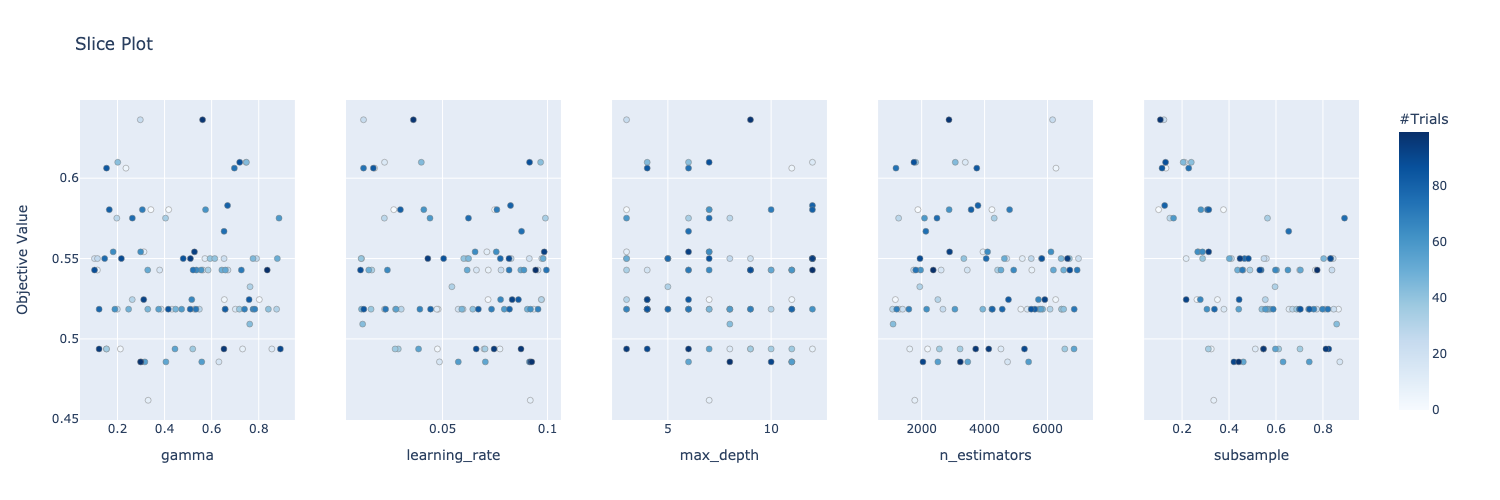 Slice Plot
#Trials
Objective Value
0.6
0.55
0.5
0.45
0.2 0.4 0.6 0.8
0.05 0.1
5 10
2000 4000 6000
0.2 0.4 0.6 0.8
gamma
learning_rate
max_depth
n_estimators
subsample
80
60
40
20
0